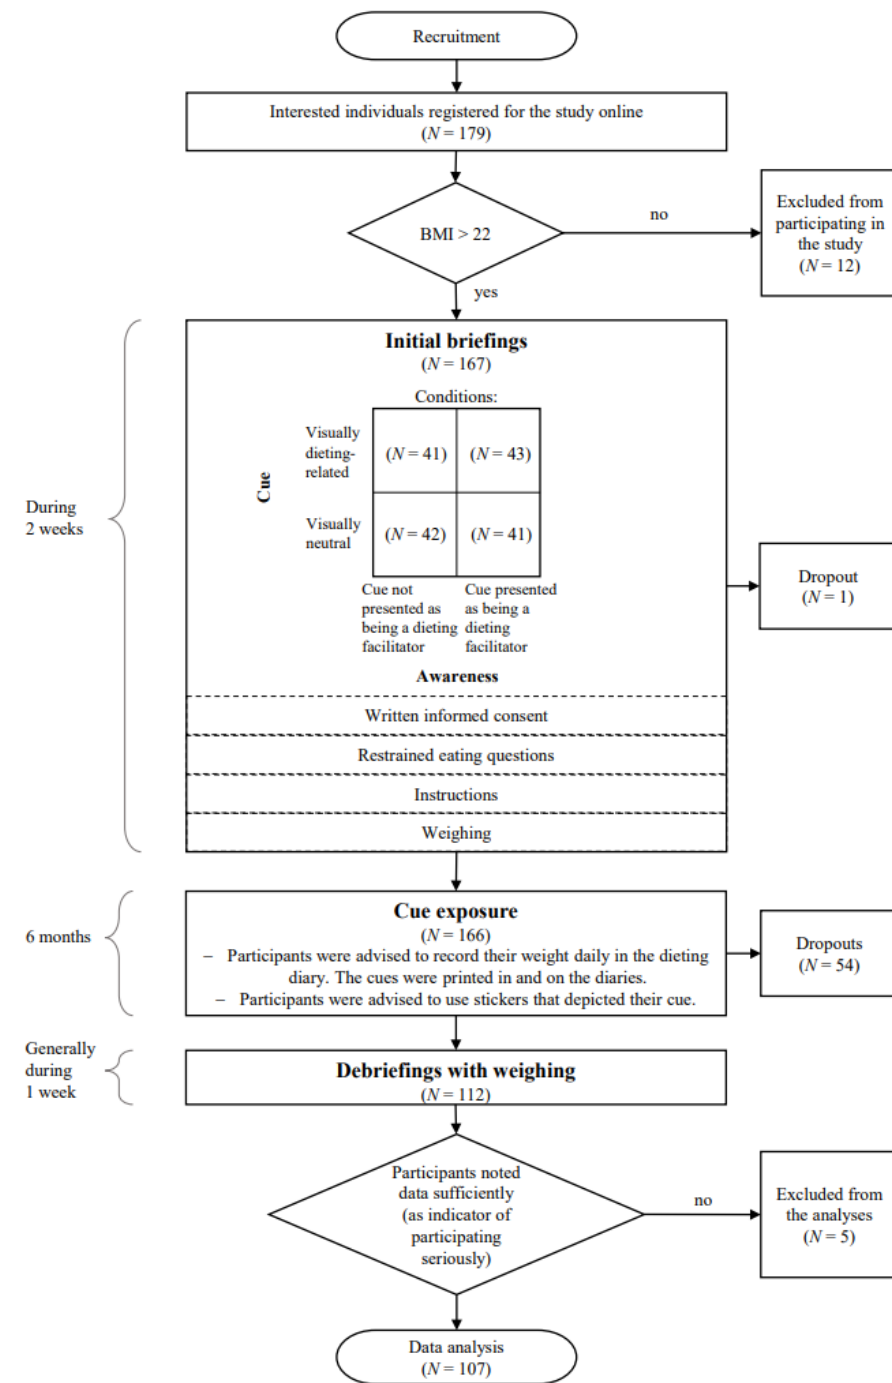 Recruitment
Interested individuals registered for the study online
(N = 179)
BMI > 22
no
Excluded from
participating in
the study
(N = 12)
yes
During
2 weeks
Initial briefings
(N = 167)
Conditions:
Cue
Visually
dieting-
related
(N = 41)
(N = 43)
Visually
neutral
(N = 42)
(N = 41)
Cue not
presented as
being a dieting
facilitator
Cue presented
as being a
dieting
facilitator
Awareness
Written informed consent
Restrained eating questions
Instructions
Weighing
Dropout
(N = 1)
6 months
Cue exposure
(N = 166)
– Participants were advised to record their weight daily in the dieting
diary. The cues were printed in and on the diaries.
– Participants were advised to use stickers that depicted their cue.
Dropouts
(N = 54)
Generally
during
1 week
Debriefings with weighing
(N = 112)
Participants noted
data sufficiently
(as indicator of
participating
seriously)
no
Excluded from
the analyses
(N = 5)
Data analysis
(N = 107)